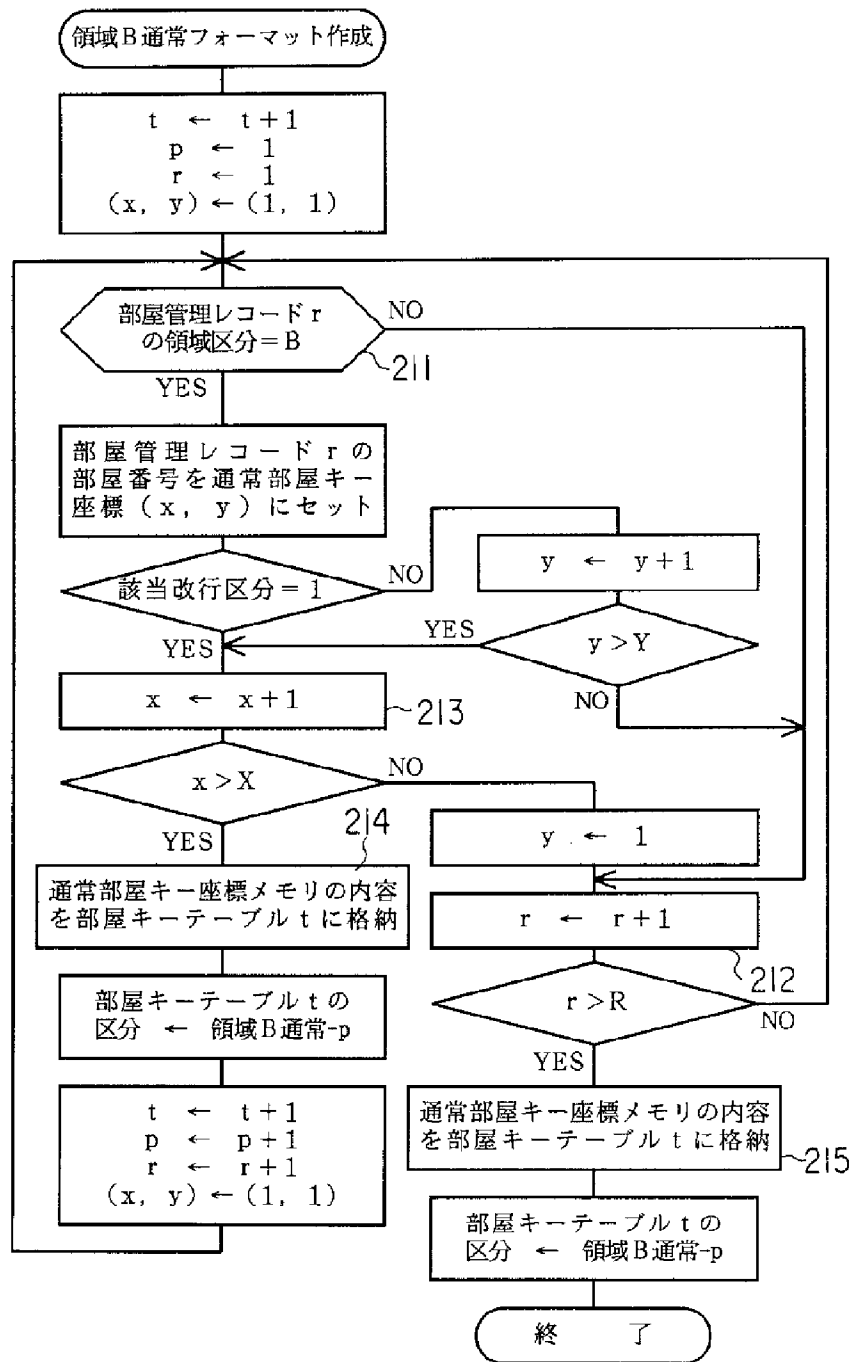 領域B通常フォーマット作成
t ← t+1
p ← 1
r ← 1
(x, y)←(1, 1)
部屋管理レコードr
の領域区分=B
NO
211
YES
部屋管理レコードrの
部屋番号を通常部屋キー
座標(x, y)にセット
該当改行区分=1
NO
YES
y ← y+1
y>Y
YES
NO
x ← x+1
213
x>X
NO
YES
y ← 1
214
通常部屋キー座標メモリの内容
を部屋キーテーブルtに格納
r ← r+1
212
r>R
NO
YES
部屋キーテーブルtの
区分 ← 領域B通常-p
t ← t+1
p ← p+1
r ← r+1
(x, y)←(1, 1)
通常部屋キー座標メモリの内容
を部屋キーテーブルtに格納
215
部屋キーテーブルtの
区分 ← 領域B通常-p
終 了